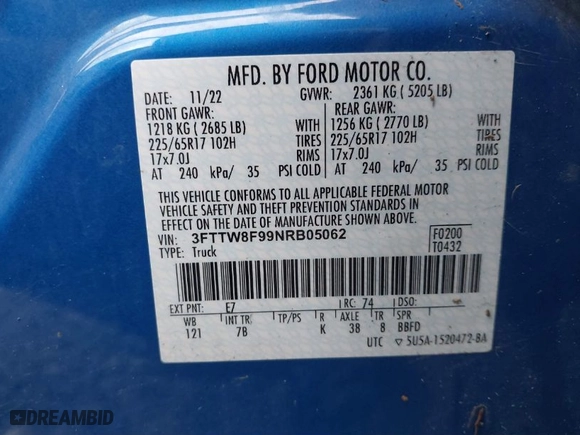 MFD. BY FORD MOTOR CO.
DATE: 11/22 GVWR: 2361 KG ( 5205 LB)
FRONT GAWR: REAR GAWR:
1218 KG ( 2685 LB) WITH 1256 KG ( 2770 LB) WITH
225/65R17 102H TIRES 225/65R17 102H TIRES
17x7.0J RIMS 17x7.0J RIMS
AT 240 kPa/ 35 PSI COLD AT 240 kPa/ 35 PSI COLD
THIS VEHICLE CONFORMS TO ALL APPLICABLE FEDERAL MOTOR
VEHICLE SAFETY AND THEFT PREVENTION STANDARDS IN
EFFECT ON THE DATE OF MANUFACTURE SHOWN ABOVE.
VIN: 3FTTW8F99NRB05062 F0200
TYPE: Truck T0432
EXT PNT: E7 RC: 74 DSO:
WB INT TR TP/PS R AXLE TR SPR
121 7B K 38 8 BBFD
UTC ▽ 5U5A-1520472-BA
DREAMBID